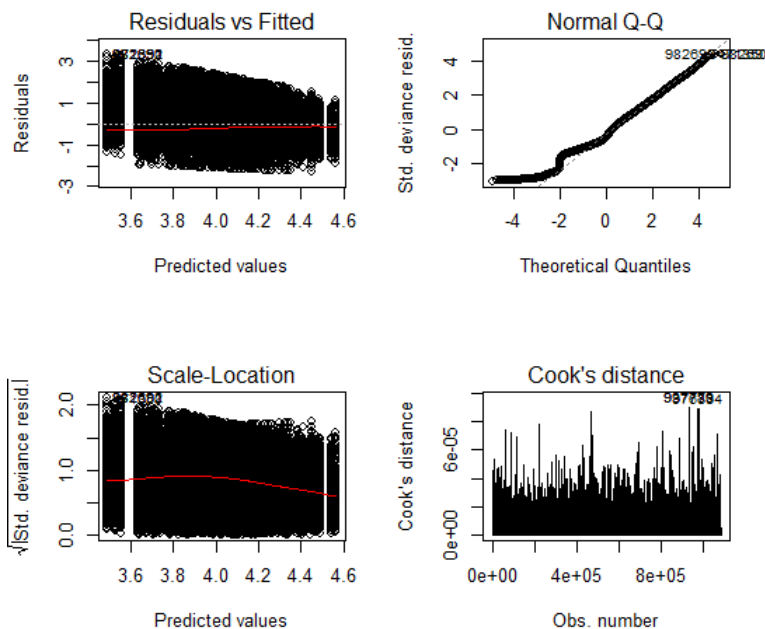 Residuals vs Fitted
Residuals
3
1
-1
-3
3.6 3.8 4.0 4.2 4.4 4.6
Predicted values
Normal Q-Q
Std. deviance resid.
4
2
0
-2
-4 -2 0 2 4
Theoretical Quantiles
Scale-Location
√|Std. deviance resid.|
2.0
1.0
0.0
3.6 3.8 4.0 4.2 4.4 4.6
Predicted values
Cook's distance
Cook's distance
6e-05
0e+00
0e+00 4e+05 8e+05
Obs. number